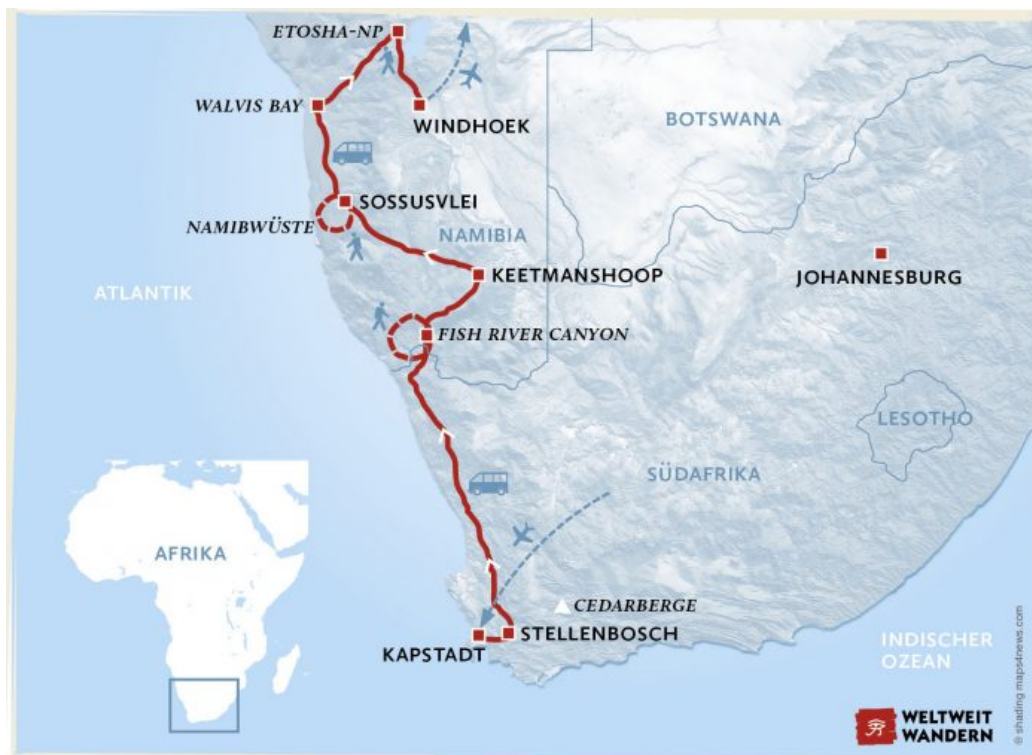 ETOSHA-NP
WALVIS BAY
WINDHOEK
BOTSWANA
SOSSUSVLEI
NAMIBWÜSTE
NAMIBIA
KEETMANSHOOP
JOHANNESBURG
ATLANTIK
FISH RIVER CANYON
LESOTHO
SÜDAFRIKA
AFRIKA
CEDARBERGE
STELLENBOSCH
KAPSTADT
INDISCHER
OZEAN
WELTWEIT
WANDERN
© shading maps4news.com